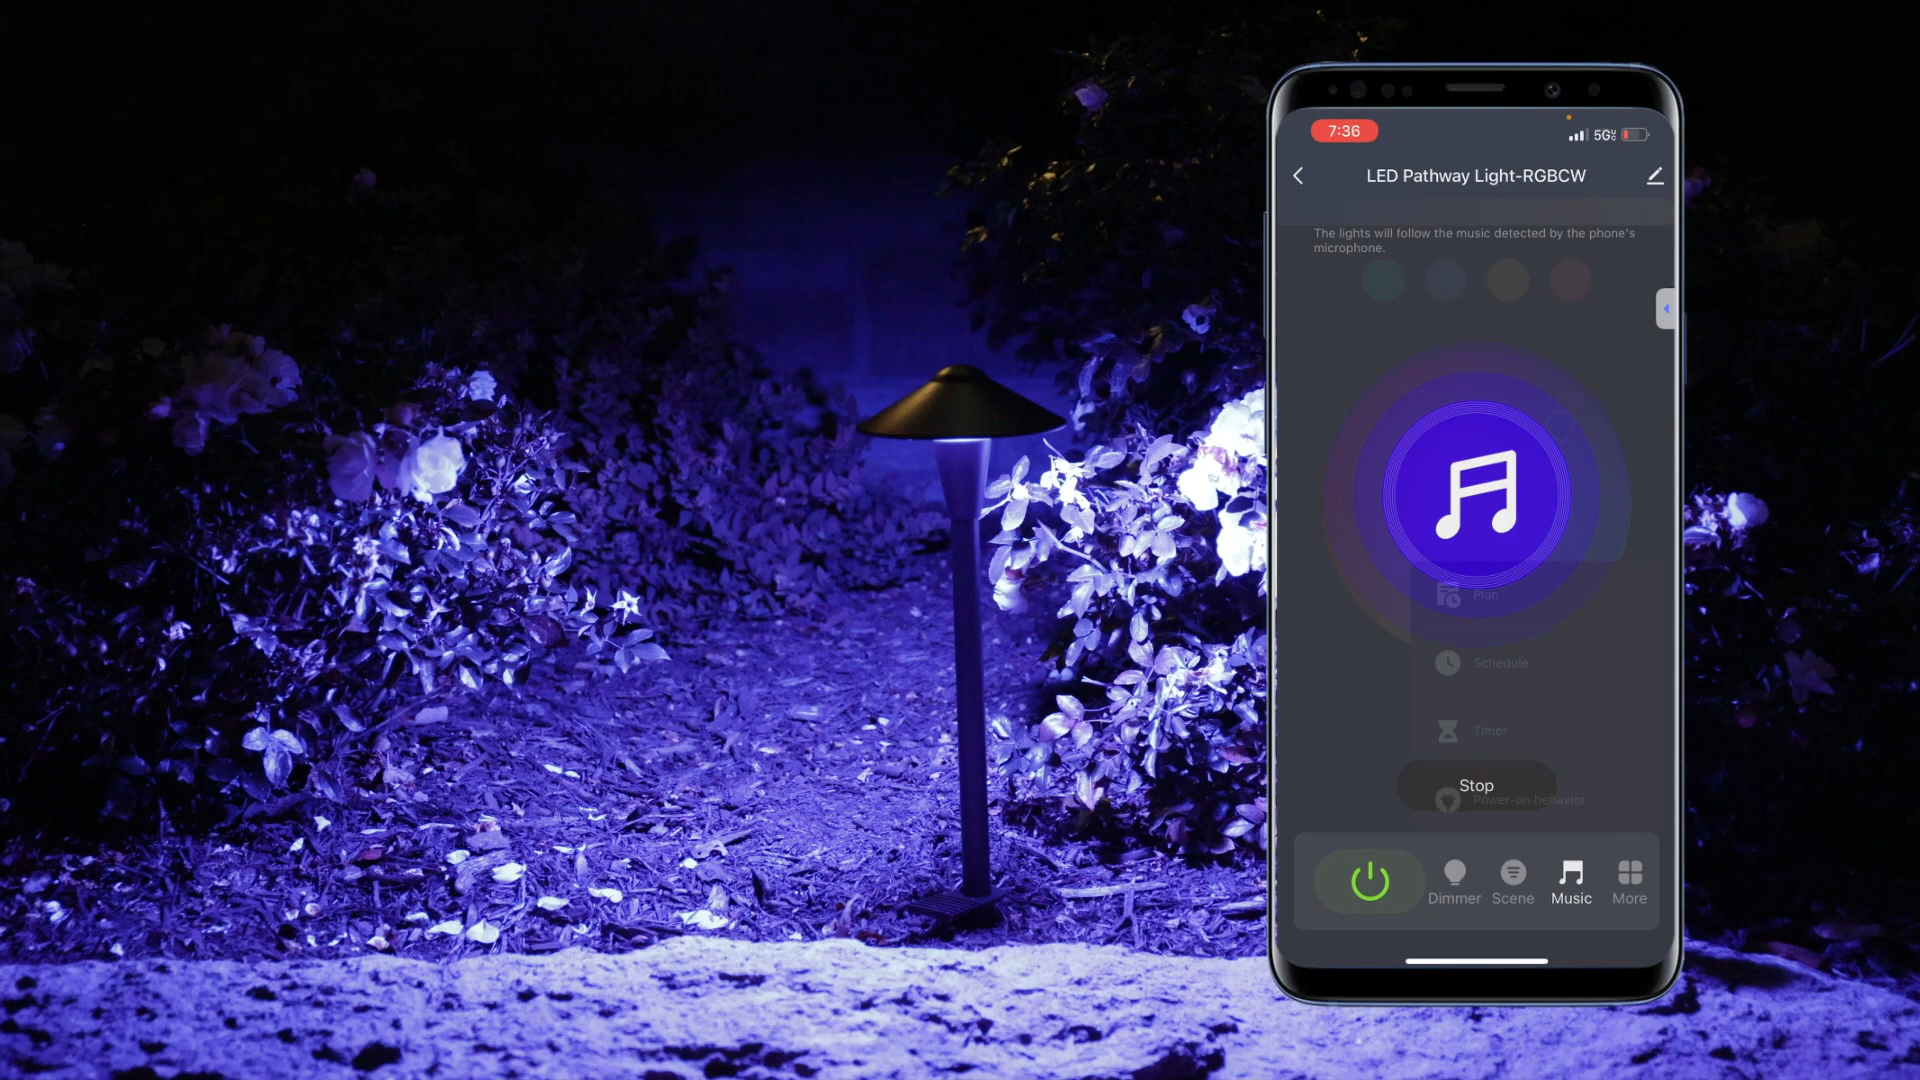 7:36
5G
LED Pathway Light-RGBCW
The lights will follow the music detected by the phone's
microphone.
Plan
Schedule
Timer
Stop
Power-on behavior
Dimmer Scene Music More